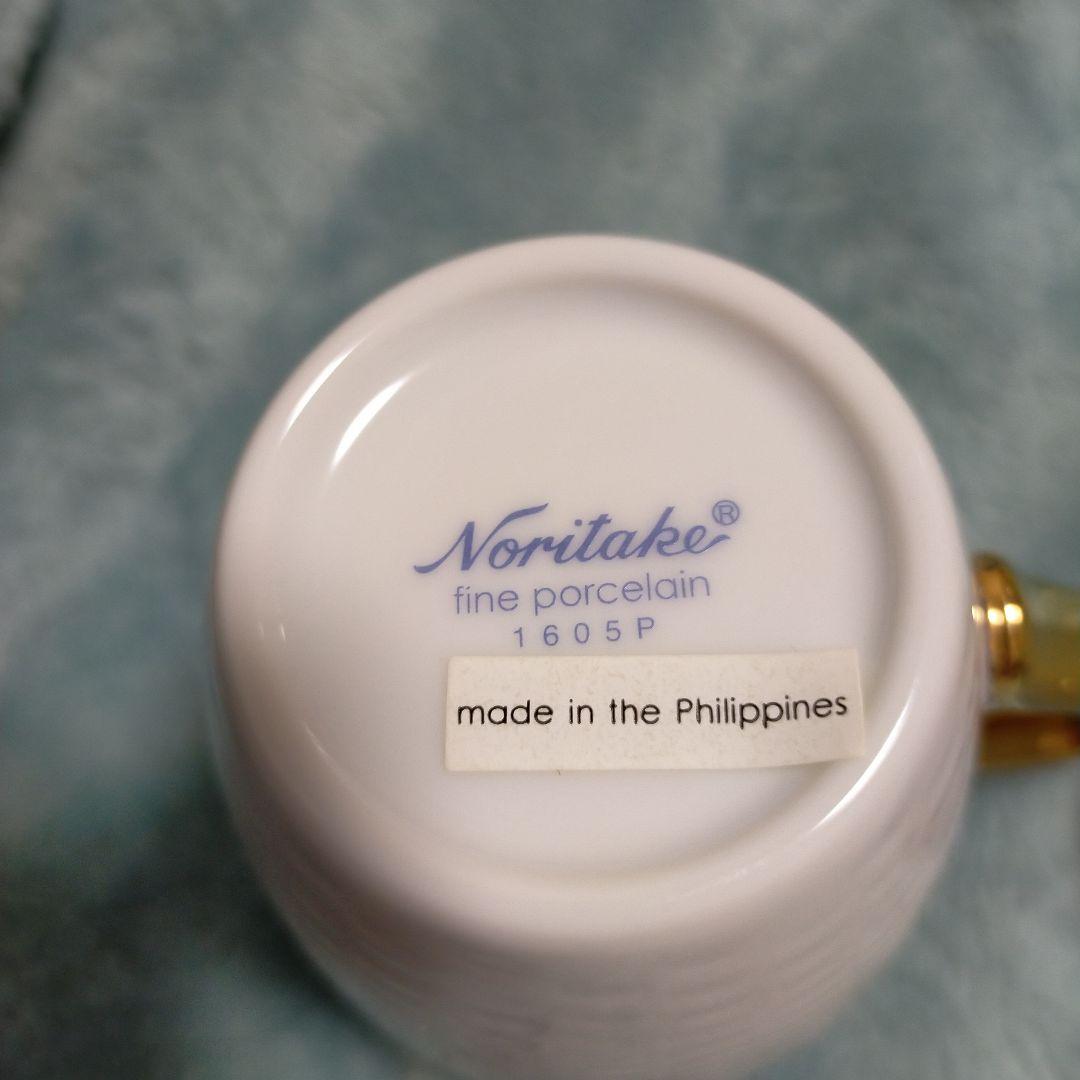 Noritake®
fine porcelain
1605P
made in the Philippines